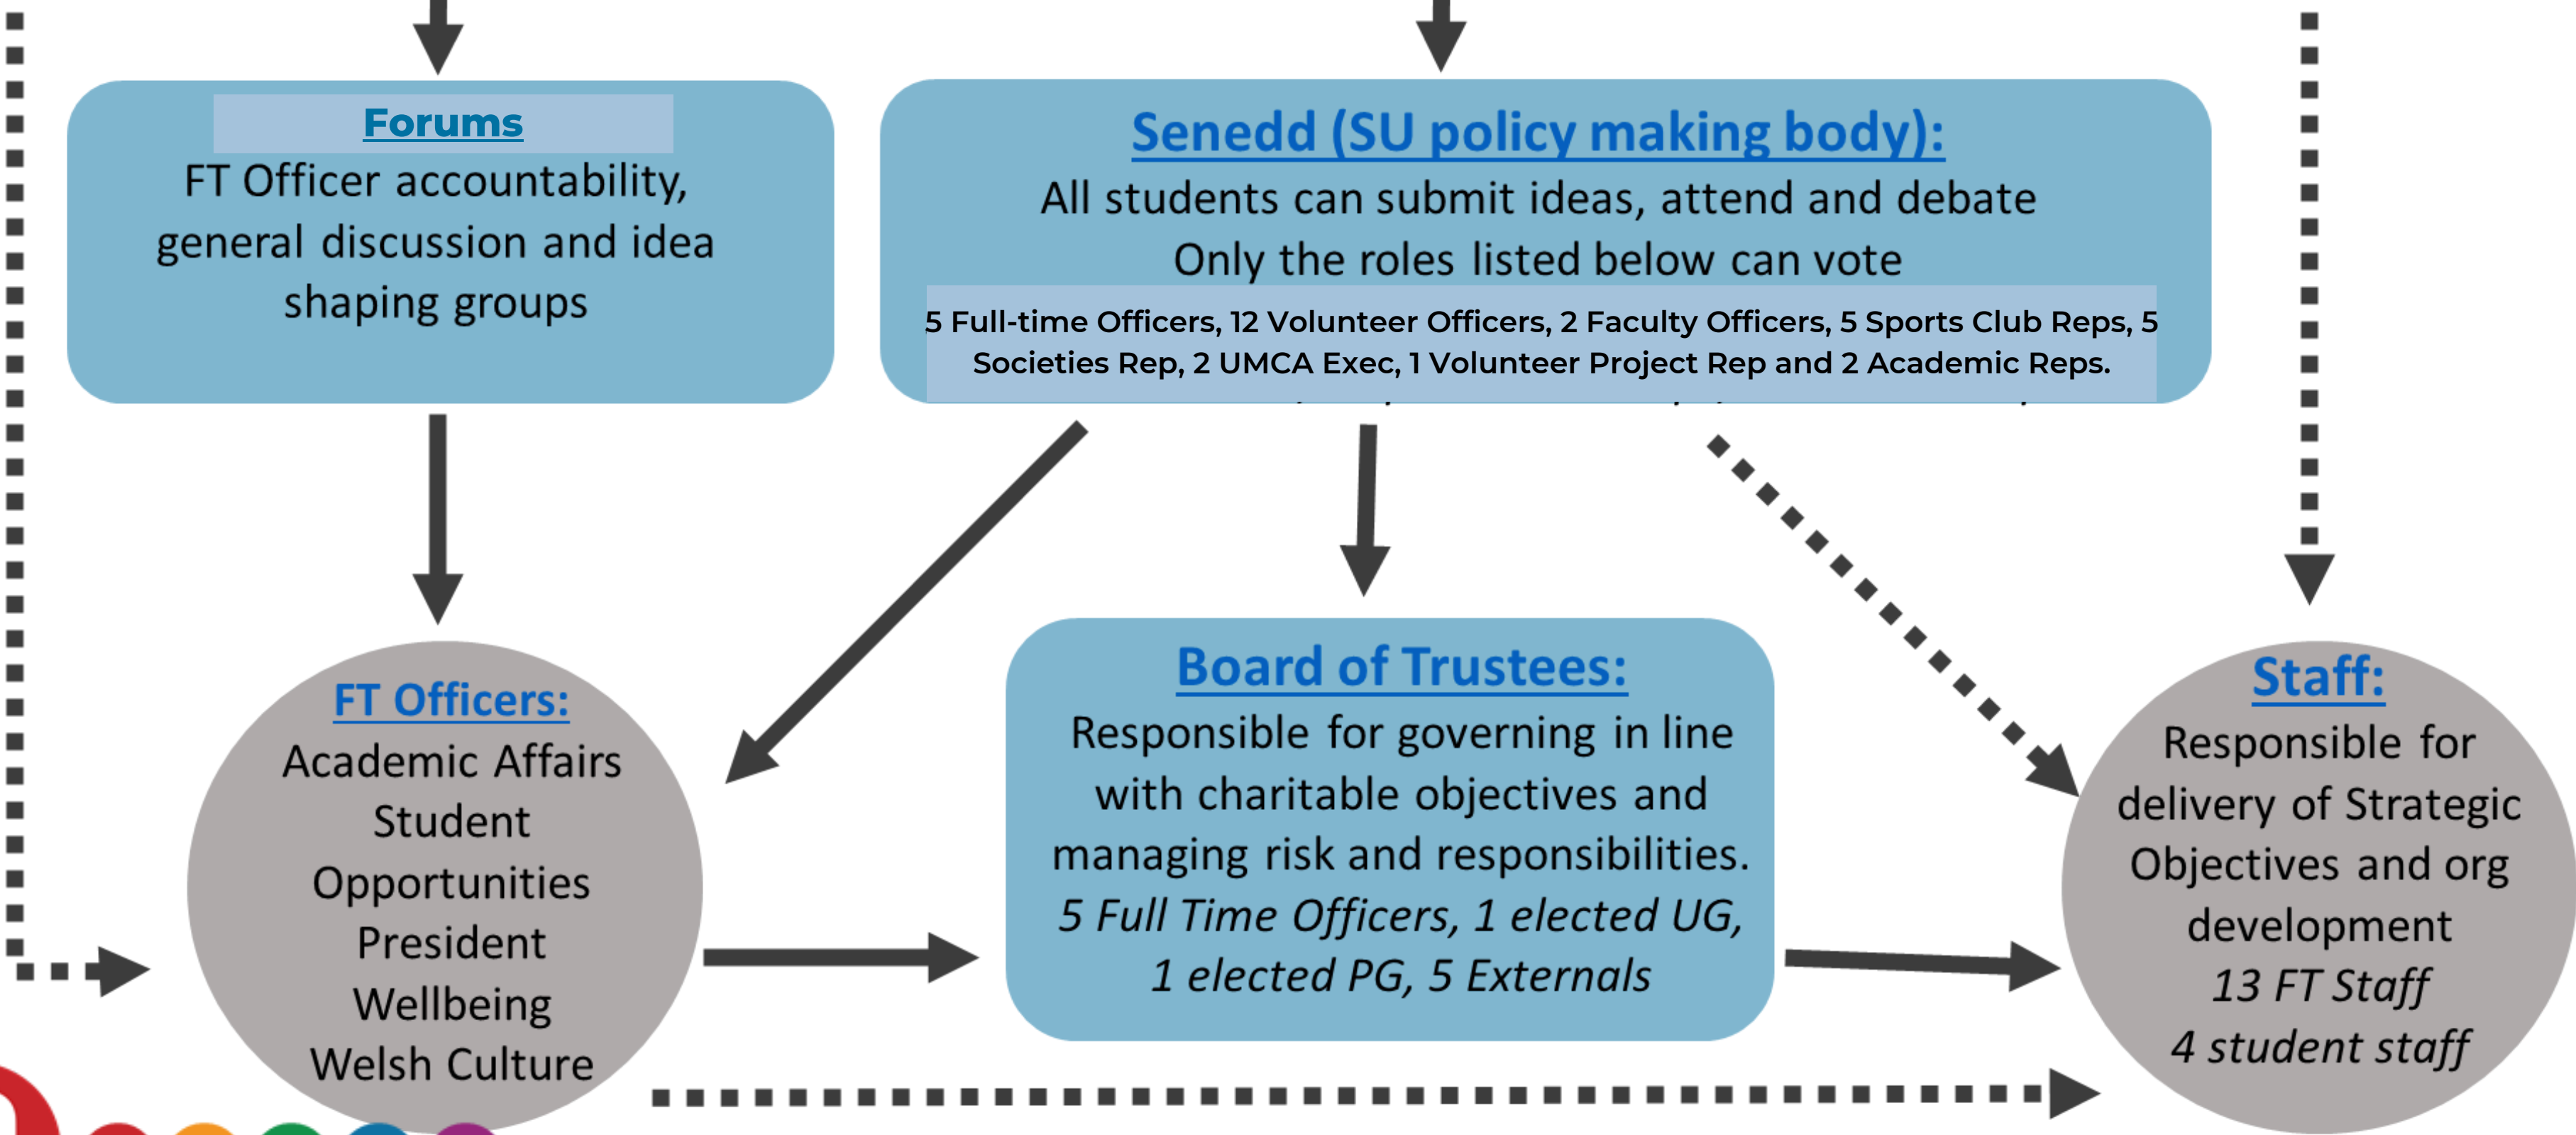 Forums
FT Officer accountability,
general discussion and idea
shaping groups
Senedd (SU policy making body):
All students can submit ideas, attend and debate
Only the roles listed below can vote
5 Full-time Officers, 12 Volunteer Officers, 2 Faculty Officers, 5 Sports Club Reps, 5
Societies Rep, 2 UMCA Exec, 1 Volunteer Project Rep and 2 Academic Reps.
FT Officers:
Academic Affairs
Student
Opportunities
President
Wellbeing
Welsh Culture
Board of Trustees:
Responsible for governing in line
with charitable objectives and
managing risk and responsibilities.
5 Full Time Officers, 1 elected UG,
1 elected PG, 5 Externals
Staff:
Responsible for
delivery of Strategic
Objectives and org
development
13 FT Staff
4 student staff